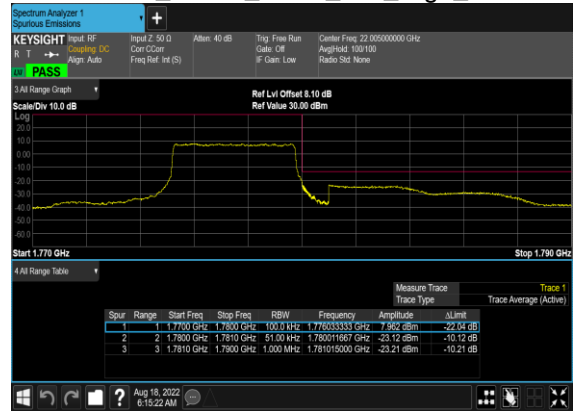 Spectrum Analyzer 1
Spurious Emissions
KEYSIGHT Input: RF Input Z: 50 Ω Atten: 40 dB Trig: Free Run Center Freq: 22.005000000 GHz
R T Coupling: DC Corr CCorr Gate: Off Avg|Hold: 100/100
Align: Auto Freq Ref: Int (S) IF Gain: Low Radio Std: None
PASS
3 All Range Graph
Ref Lvl Offset 8.10 dB
Scale/Div 10.0 dB Ref Value 30.00 dBm
Log
20.0
10.0
0.00
-10.0
-20.0
-30.0
-40.0
-50.0
-60.0
Start 1.770 GHz Stop 1.790 GHz
4 All Range Table
Measure Trace Trace 1
Trace Type Trace Average (Active)
Spur Range Start Freq Stop Freq RBW Frequency Amplitude ΔLimit
1 1 1.7700 GHz 1.7800 GHz 100.0 kHz 1.776033333 GHz 7.962 dBm -22.04 dB
2 2 1.7800 GHz 1.7810 GHz 51.00 kHz 1.780011667 GHz -23.12 dBm -10.12 dB
3 3 1.7810 GHz 1.7900 GHz 1.000 MHz 1.781015000 GHz -23.21 dBm -10.21 dB
? Aug 18, 2022
6:15:22 AM